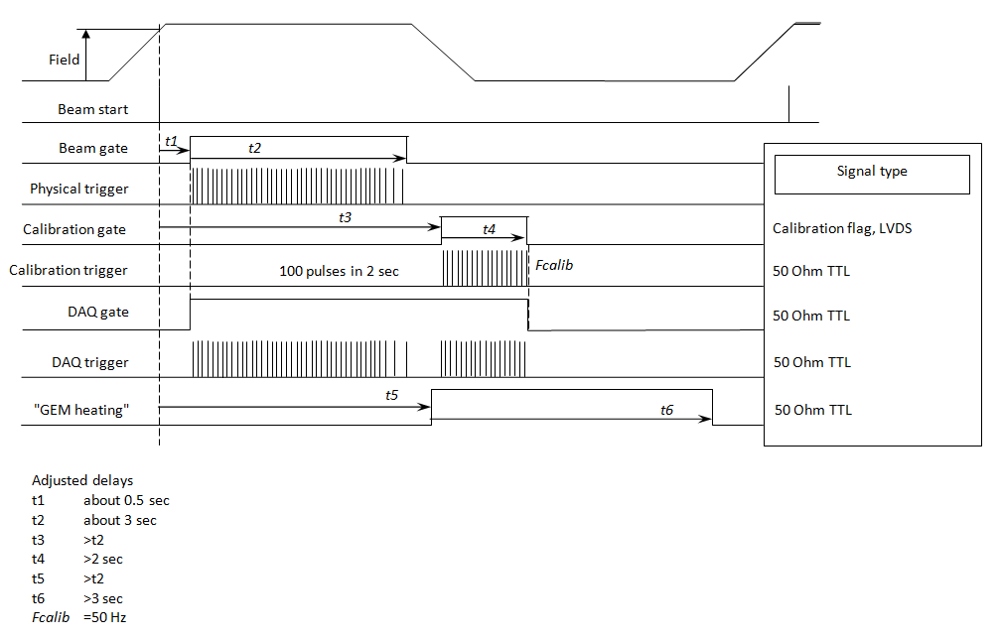 Field
Beam start
t1
Beam gate
t2
Signal type
Physical trigger
t3
Calibration gate
t4
Calibration flag, LVDS
Calibration trigger
100 pulses in 2 sec
Fcalib
50 Ohm TTL
DAQ gate
50 Ohm TTL
DAQ trigger
50 Ohm TTL
t5
"GEM heating"
t6
50 Ohm TTL
Adjusted delays
t1 about 0.5 sec
t2 about 3 sec
t3 >t2
t4 >2 sec
t5 >t2
t6 >3 sec
Fcalib =50 Hz